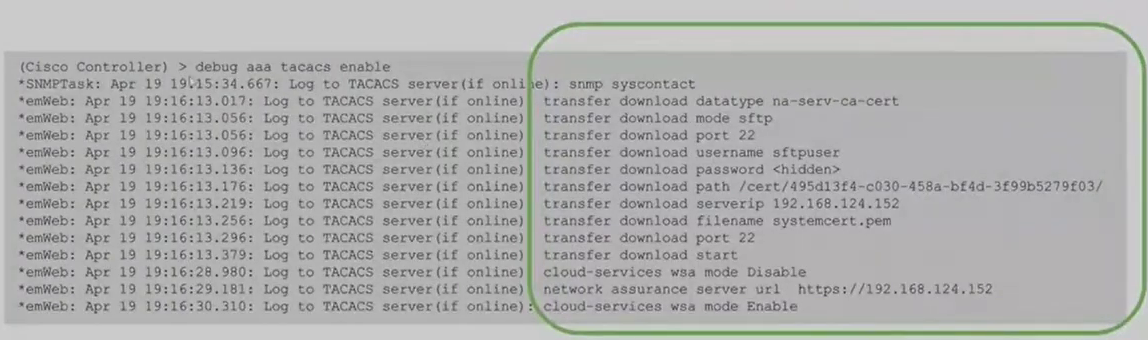 (Cisco Controller) > debug aaa tacacs enable
*SNMPTask: Apr 19 19:15:34.667: Log to TACACS server(if online): snmp syscontact
*emWeb: Apr 19 19:16:13.017: Log to TACACS server(if online) transfer download datatype na-serv-ca-cert
*emWeb: Apr 19 19:16:13.056: Log to TACACS server(if online) transfer download mode sftp
*emWeb: Apr 19 19:16:13.056: Log to TACACS server(if online) transfer download port 22
*emWeb: Apr 19 19:16:13.096: Log to TACACS server(if online) transfer download username sftpuser
*emWeb: Apr 19 19:16:13.136: Log to TACACS server(if online) transfer download password <hidden>
*emWeb: Apr 19 19:16:13.176: Log to TACACS server(if online) transfer download path /cert/495d13f4-c030-458a-bf4d-3f99b5279f03/
*emWeb: Apr 19 19:16:13.219: Log to TACACS server(if online) transfer download serverip 192.168.124.152
*emWeb: Apr 19 19:16:13.256: Log to TACACS server(if online) transfer download filename systemcert.pem
*emWeb: Apr 19 19:16:13.296: Log to TACACS server(if online) transfer download port 22
*emWeb: Apr 19 19:16:13.379: Log to TACACS server(if online) transfer download start
*emWeb: Apr 19 19:16:28.980: Log to TACACS server(if online) cloud-services wsa mode Disable
*emWeb: Apr 19 19:16:29.181: Log to TACACS server(if online) network assurance server url  https://192.168.124.152
*emWeb: Apr 19 19:16:30.310: Log to TACACS server(if online): cloud-services wsa mode Enable